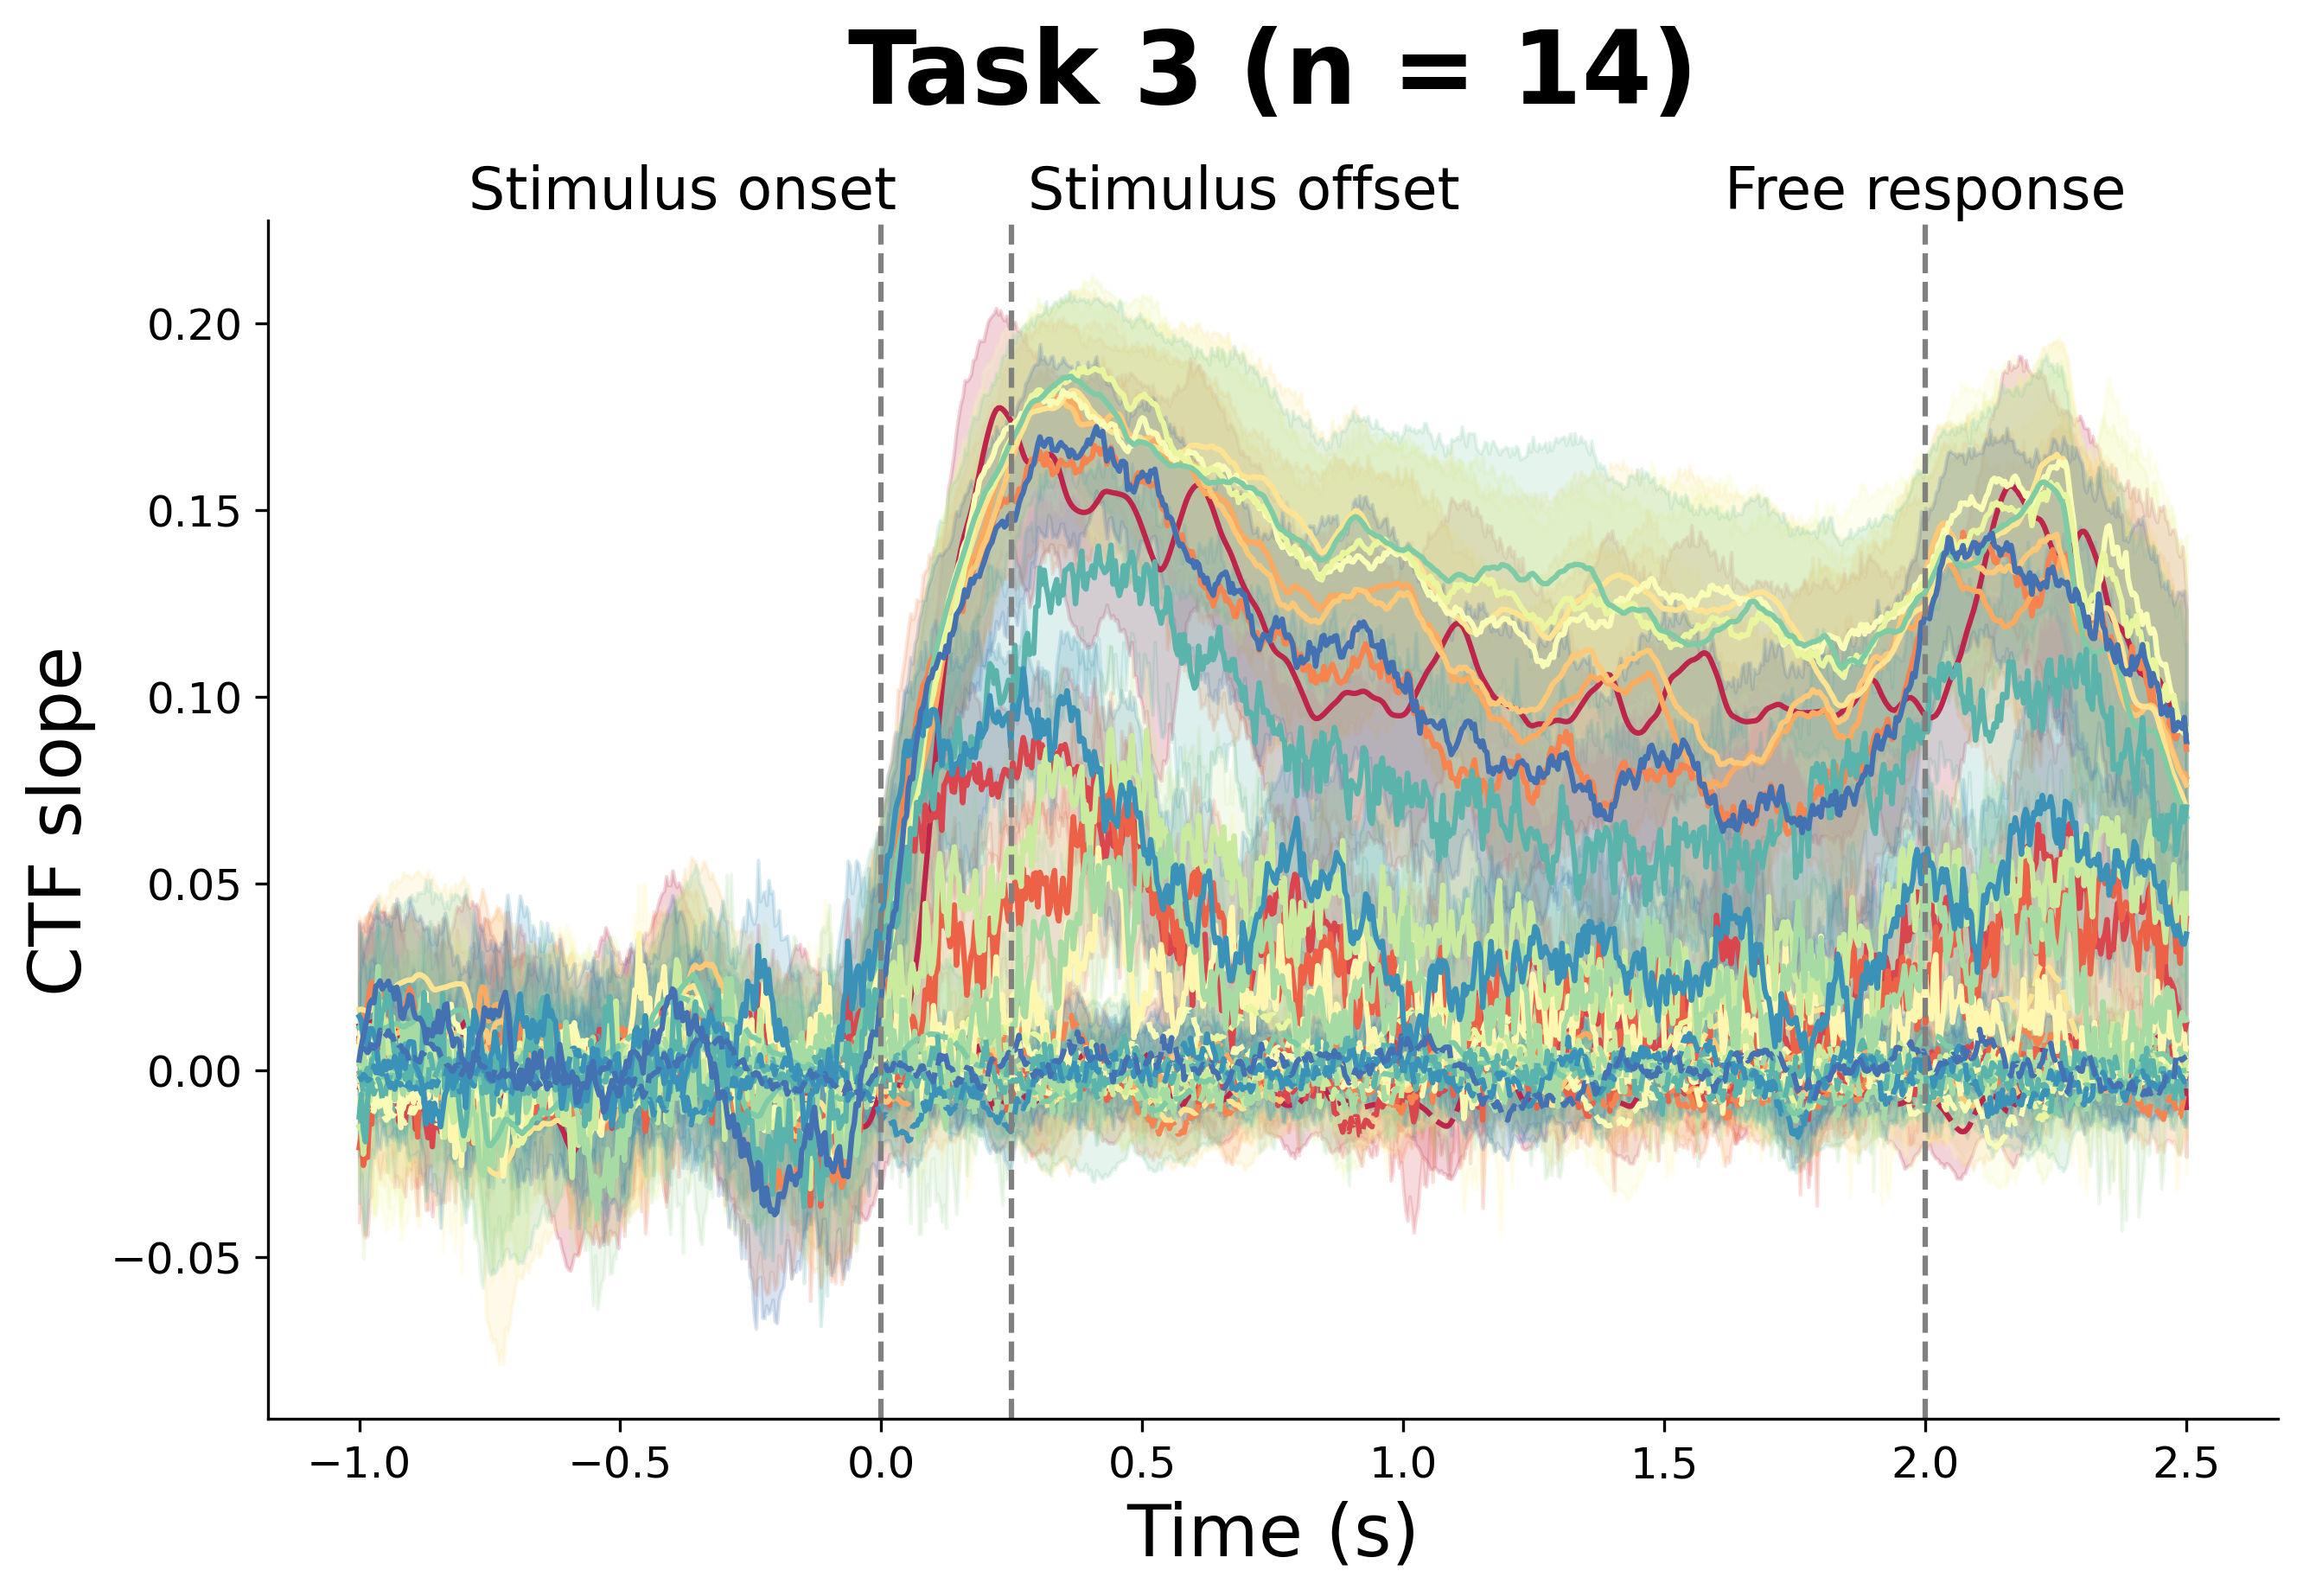 Task 3 (n = 14)
Stimulus onset
Stimulus offset
Free response
CTF slope
0.20
0.15
0.10
0.05
0.00
−0.05
−1.0
−0.5
0.0
0.5
1.0
1.5
2.0
2.5
Time (s)